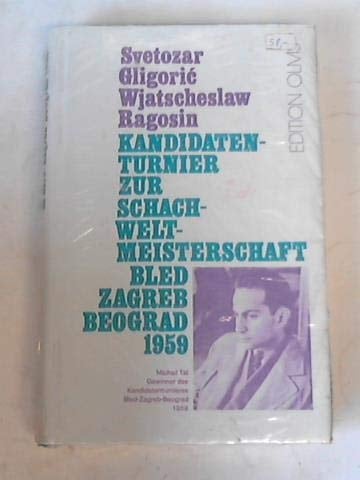 Svetozar
Gligorić
Wjatscheslaw
Ragosin
KANDIDATEN-
TURNIER
ZUR
SCHACH-
WELT-
MEISTERSCHAFT
BLED
ZAGREB
BEOGRAD
1959
EDITION OLMS
Michail Tal
Gewinner des
Kandidatenturnieres
Bled-Zagreb-Beograd
1959